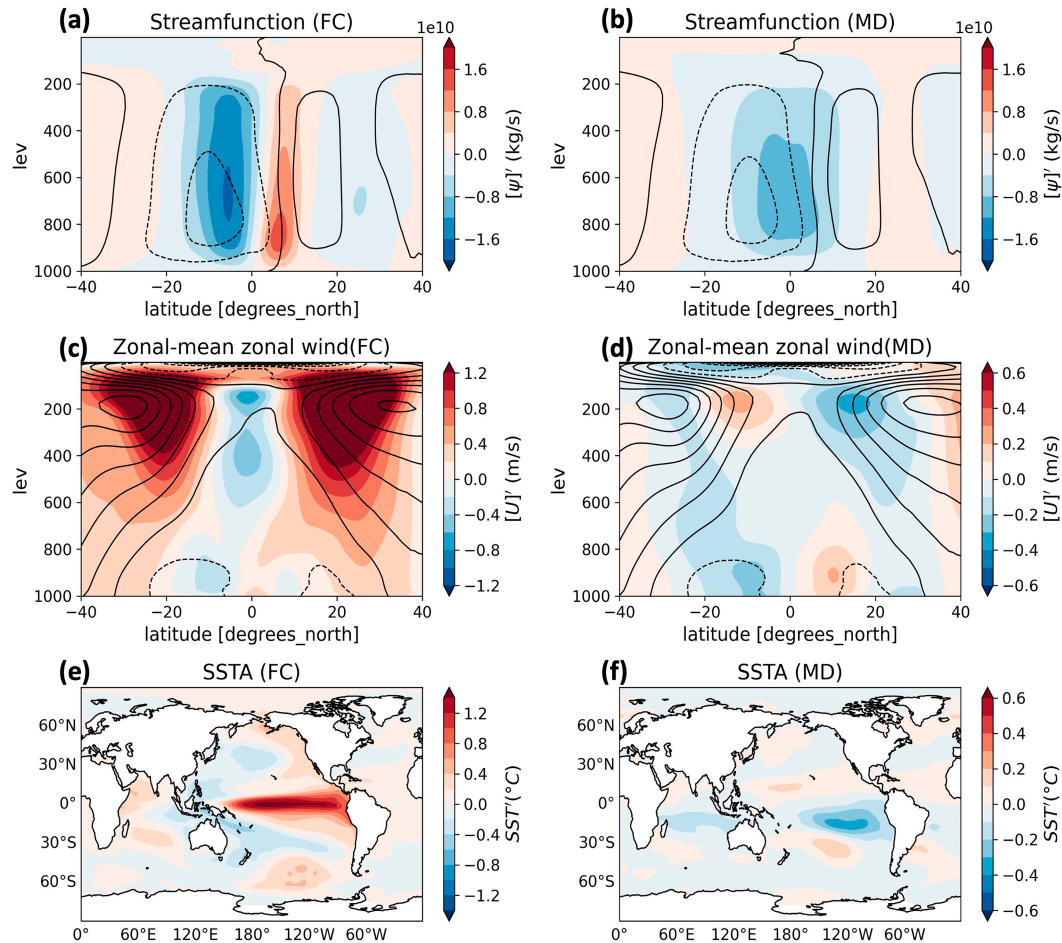 (a) Streamfunction (FC) 1e10
lev
200
400
600
800
1000
−40 −20 0 20 40
latitude [degrees_north]
1.6
0.8
0.0
−0.8
−1.6
[ψ]′ (kg/s)
(b) Streamfunction (MD) 1e10
lev
200
400
600
800
1000
−40 −20 0 20 40
latitude [degrees_north]
1.6
0.8
0.0
−0.8
−1.6
[ψ]′ (kg/s)
(c) Zonal-mean zonal wind(FC)
lev
200
400
600
800
1000
−40 −20 0 20 40
latitude [degrees_north]
1.2
0.8
0.4
0.0
−0.4
−0.8
−1.2
[U]′ (m/s)
(d) Zonal-mean zonal wind(MD)
lev
200
400
600
800
1000
−40 −20 0 20 40
latitude [degrees_north]
0.6
0.4
0.2
0.0
−0.2
−0.4
−0.6
[U]′ (m/s)
(e) SSTA (FC)
60°N
30°N
0°
30°S
60°S
0° 60°E 120°E 180° 120°W 60°W
1.2
0.8
0.4
0.0
−0.4
−0.8
−1.2
SST′(°C)
(f) SSTA (MD)
60°N
30°N
0°
30°S
60°S
0° 60°E 120°E 180° 120°W 60°W
0.6
0.4
0.2
0.0
−0.2
−0.4
−0.6
SST′(°C)